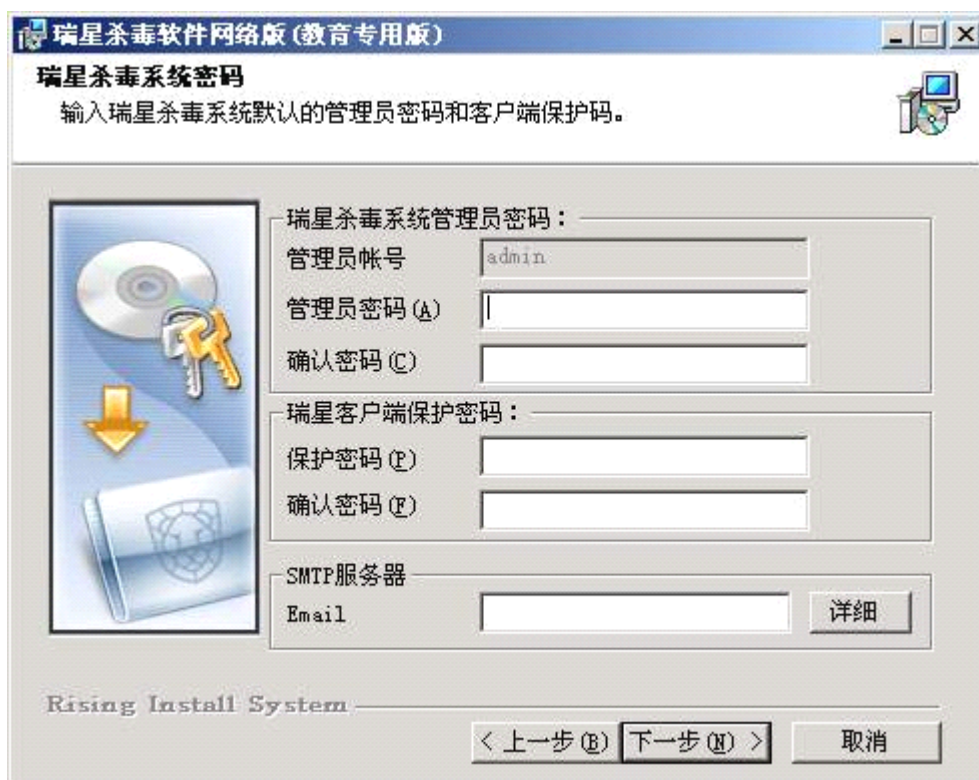 瑞星杀毒软件网络版(教育专用版)
瑞星杀毒系统密码
输入瑞星杀毒系统默认的管理员密码和客户端保护码。
瑞星杀毒系统管理员密码：
管理员帐号 admin
管理员密码(A)
确认密码(C)
瑞星客户端保护密码：
保护密码(P)
确认密码(F)
SMTP服务器
Email 详细
Rising Install System
< 上一步(B) 下一步(N) > 取消